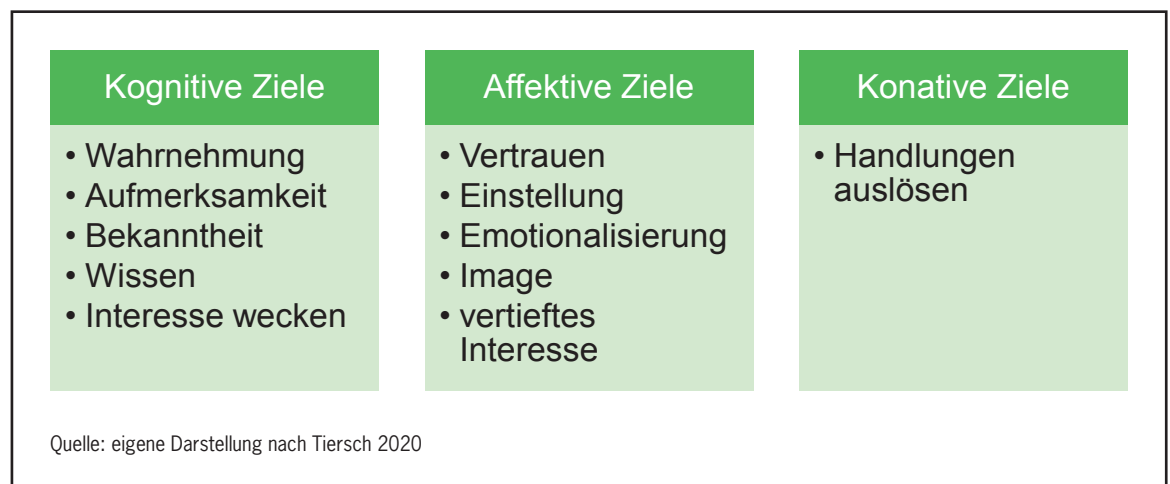 Kognitive Ziele
• Wahrnehmung
• Aufmerksamkeit
• Bekanntheit
• Wissen
• Interesse wecken
Affektive Ziele
• Vertrauen
• Einstellung
• Emotionalisierung
• Image
• vertieftes
Interesse
Konative Ziele
• Handlungen
auslösen
Quelle: eigene Darstellung nach Tiersch 2020